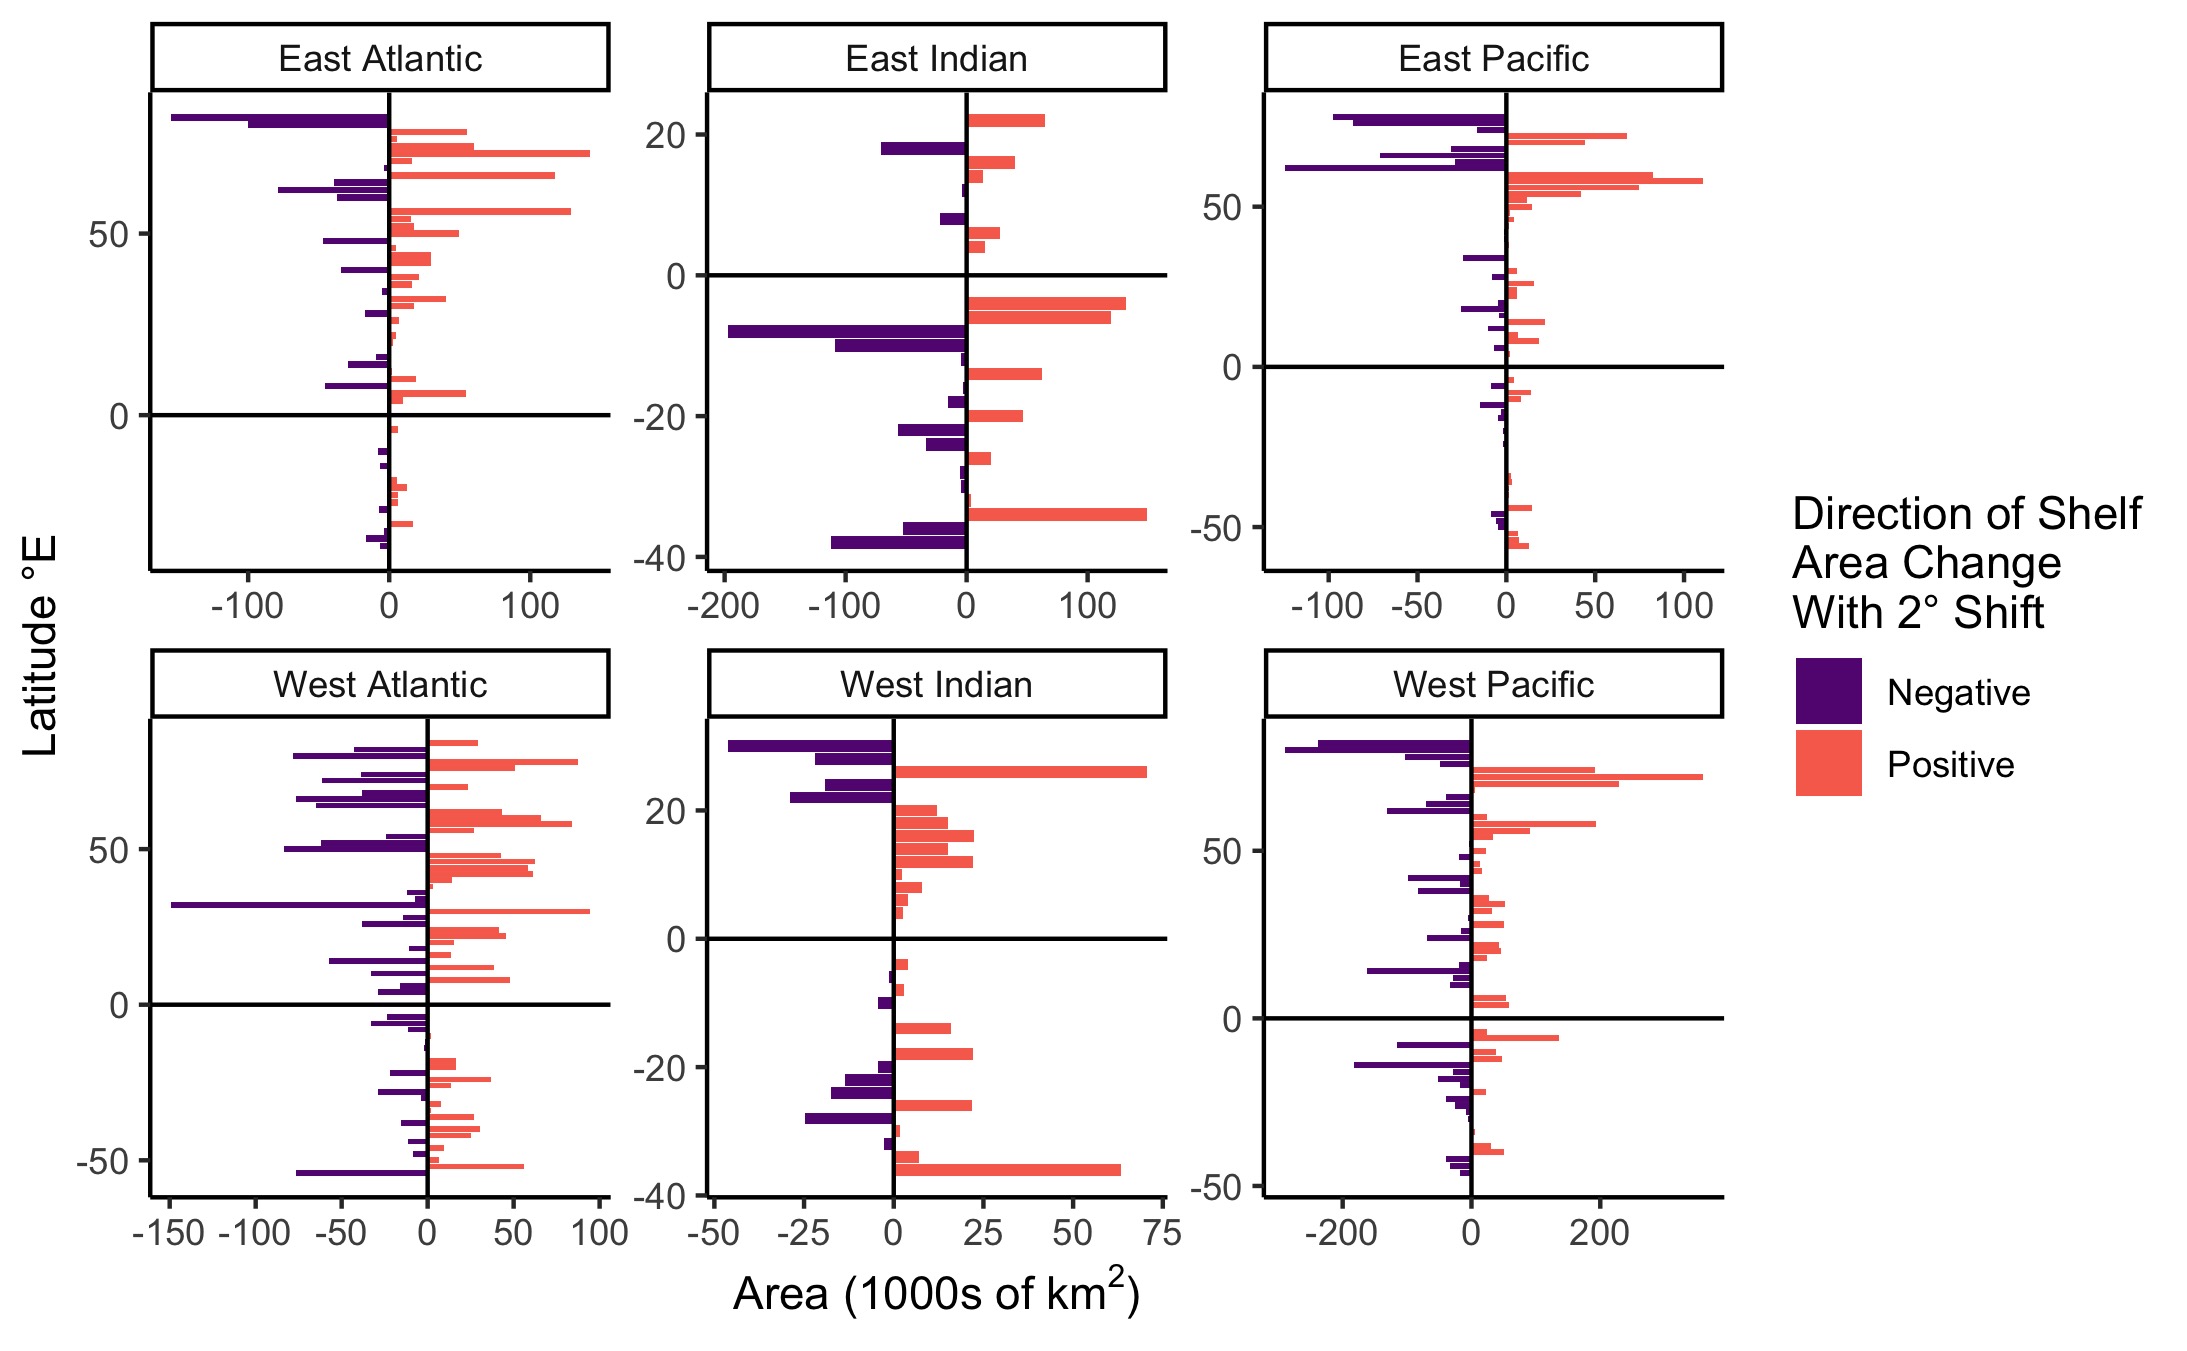 East Atlantic
East Indian
East Pacific
50
0
20
0
-20
-40
50
0
-50
-100 0 100
-200 -100 0 100
-100 -50 0 50 100
Latitude °E
West Atlantic
West Indian
West Pacific
50
0
-50
20
0
-20
-40
50
0
-50
-150 -100 -50 0 50 100
-50 -25 0 25 50 75
-200 0 200
Area (1000s of km²)
Direction of Shelf
Area Change
With 2° Shift
Negative
Positive